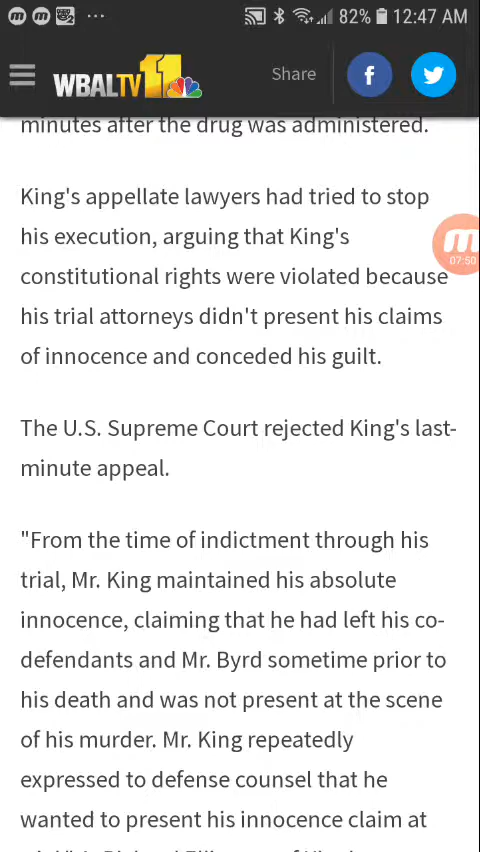 82% 12:47 AM
WBALTV 11
Share
minutes after the drug was administered.
King's appellate lawyers had tried to stop
his execution, arguing that King's
constitutional rights were violated because
his trial attorneys didn't present his claims
of innocence and conceded his guilt.
07:50
The U.S. Supreme Court rejected King's last-
minute appeal.
"From the time of indictment through his
trial, Mr. King maintained his absolute
innocence, claiming that he had left his co-
defendants and Mr. Byrd sometime prior to
his death and was not present at the scene
of his murder. Mr. King repeatedly
expressed to defense counsel that he
wanted to present his innocence claim at